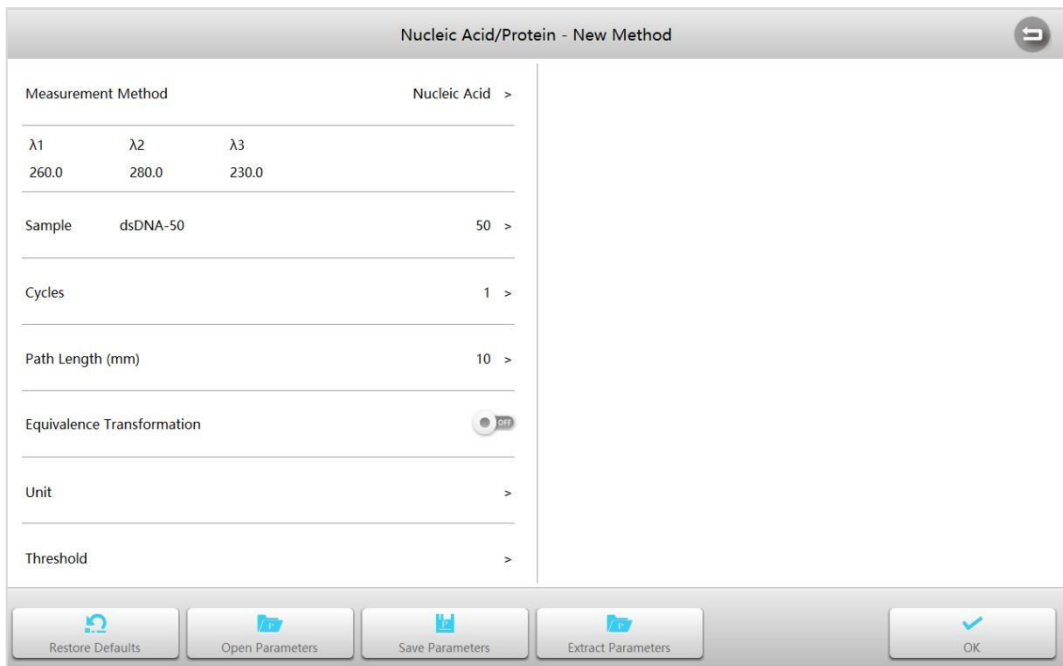 Nucleic Acid/Protein - New Method
Measurement Method Nucleic Acid >
λ1 λ2 λ3
260.0 280.0 230.0
Sample dsDNA-50 50 >
Cycles 1 >
Path Length (mm) 10 >
Equivalence Transformation OFF
Unit >
Threshold >
Restore Defaults Open Parameters Save Parameters Extract Parameters OK